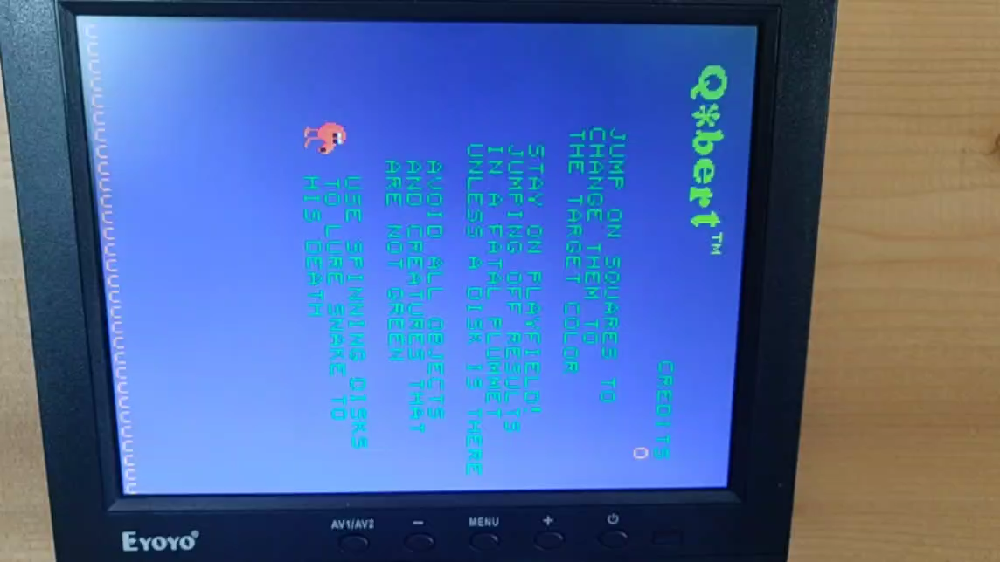 Q*bert™
CREDITS
0
JUMP ON SQUARES TO
CHANGE THEM TO
THE TARGET COLOR
STAY ON PLAYFIELD!
JUMPING OFF RESULTS
IN A FATAL PLUMMET
UNLESS A DISK IS THERE
AVOID ALL OBJECTS
AND CREATURES THAT
ARE NOT GREEN
USE SPINNING DISKS
TO LURE SNAKE TO
HIS DEATH
AV1/AV2
−
MENU
+
EYOYO®